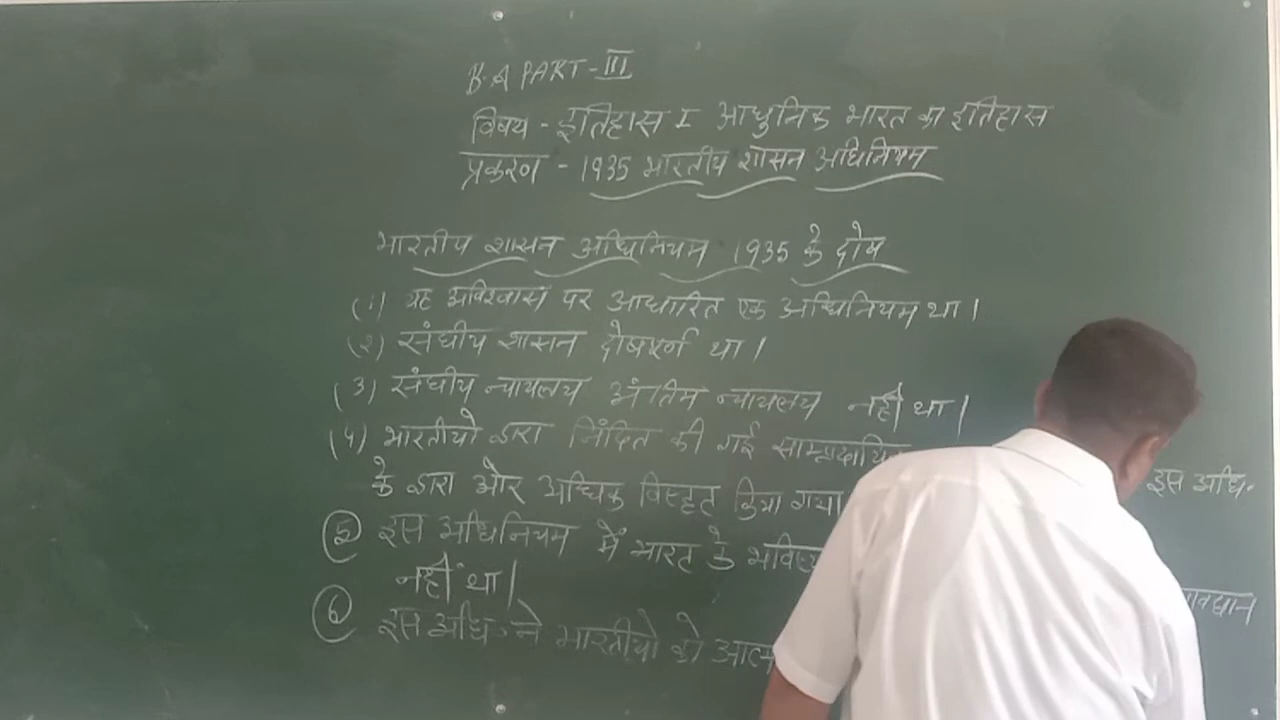 B.A PART-III
विषय - इतिहास I आधुनिक भारत का इतिहास
प्रकरण - 1935 भारतीय शासन अधिनियम
भारतीय शासन अधिनियम 1935 के दोष
(1) यह अविश्वास पर आधारित एक अधिनियम था।
(2) संघीय शासन दोषपूर्ण था।
(3) संघीय न्यायलय अंतिम न्यायलय नहीं था।
(4) भारतीयो द्वारा निंदित की गई इस अधि॰
के द्वारा और अधिक विस्तृत किया गया
(5) इस अधिनियम में भारत के
नहीं था।
(6) इस अधि॰ ने भारतीयो को